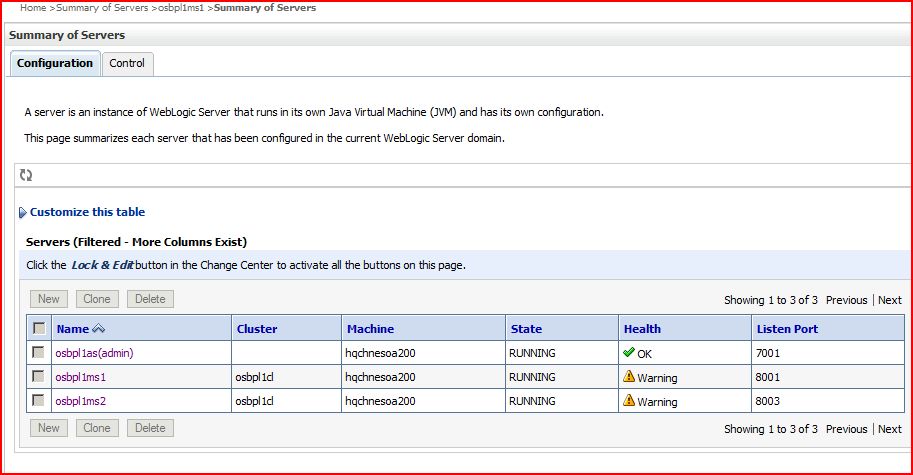 Home >Summary of Servers >osbpl1ms1 >Summary of Servers
Summary of Servers
Configuration Control
A server is an instance of WebLogic Server that runs in its own Java Virtual Machine (JVM) and has its own configuration.
This page summarizes each server that has been configured in the current WebLogic Server domain.
Customize this table
Servers (Filtered - More Columns Exist)
Click the Lock & Edit button in the Change Center to activate all the buttons on this page.
New Clone Delete Showing 1 to 3 of 3 Previous | Next
Name Cluster Machine State Health Listen Port
osbpl1as(admin) hqchnesoa200 RUNNING OK 7001
osbpl1ms1 osbpl1cl hqchnesoa200 RUNNING Warning 8001
osbpl1ms2 osbpl1cl hqchnesoa200 RUNNING Warning 8003
New Clone Delete Showing 1 to 3 of 3 Previous | Next